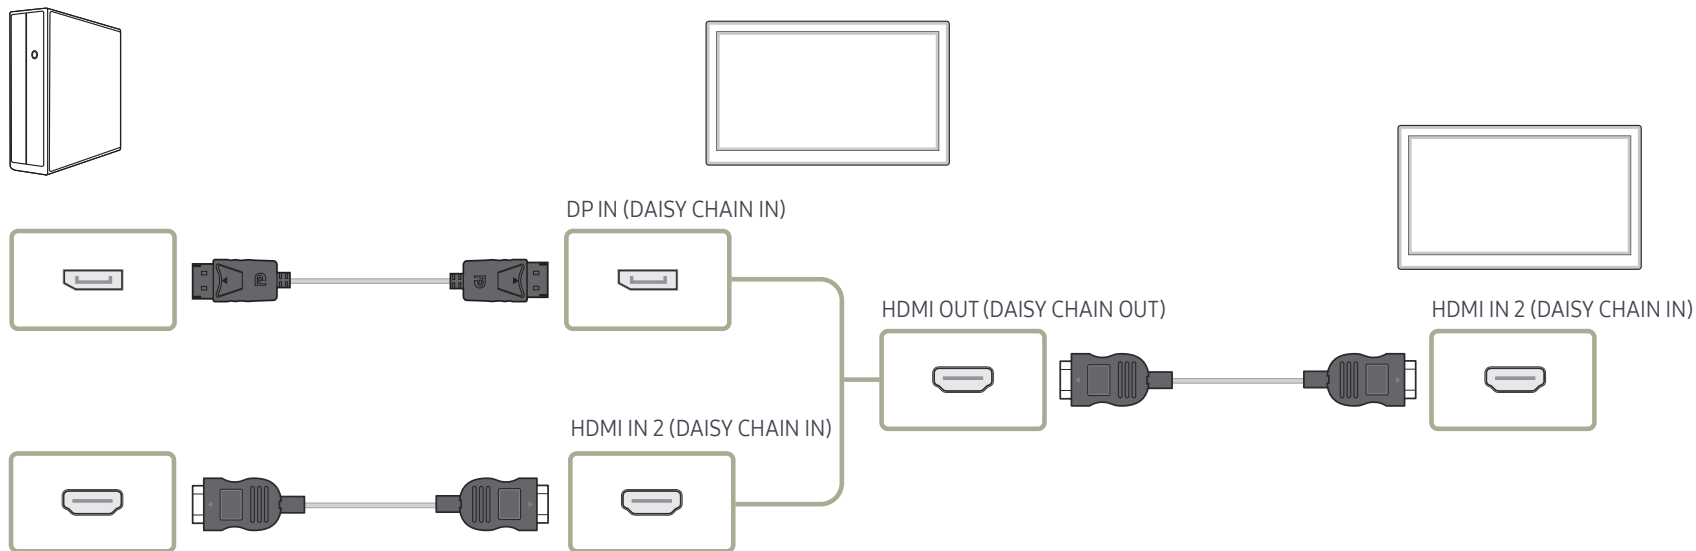 DP IN (DAISY CHAIN IN)
HDMI OUT (DAISY CHAIN OUT)
HDMI IN 2 (DAISY CHAIN IN)
HDMI IN 2 (DAISY CHAIN IN)